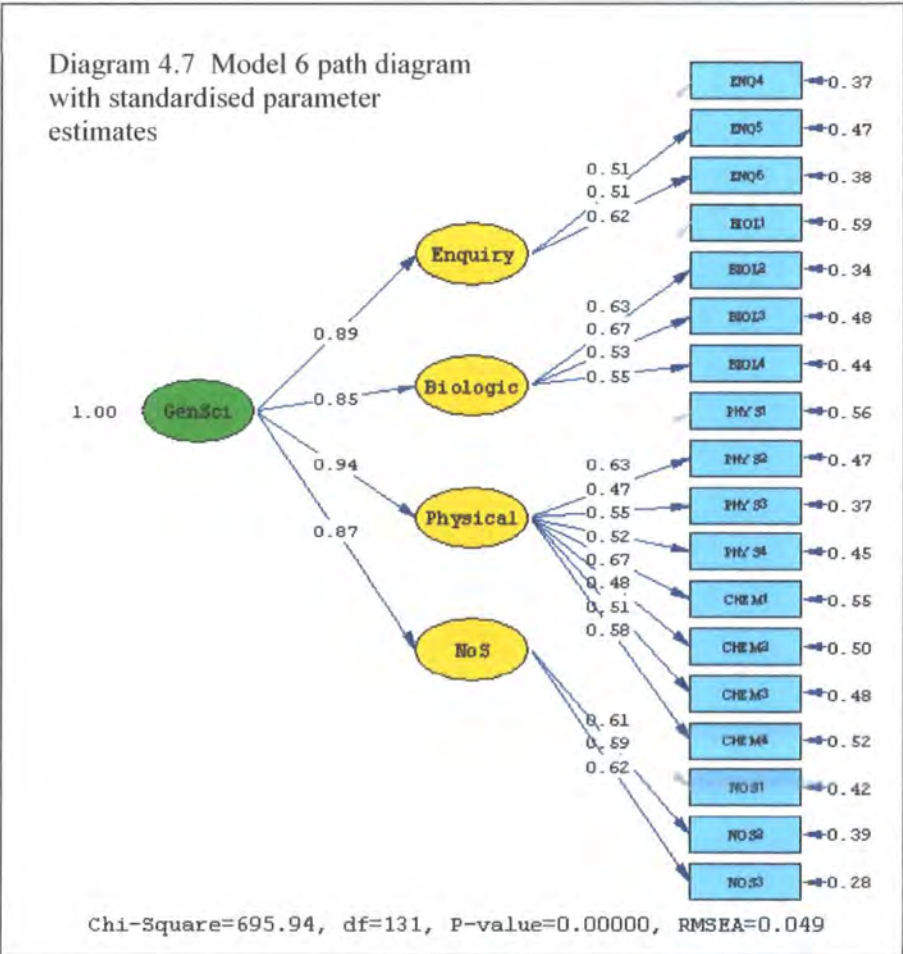 Diagram 4.7 Model 6 path diagram
with standardised parameter
estimates
ENQ4 0.37
ENQ5 0.47
0.51
0.51
ENQ6 0.38
0.62
BIOL1 0.59
Enquiry
BIOL2 0.34
0.63
BIOL3 0.48
0.67
0.89
0.53
BIOL4 0.44
0.55
Biologic
0.85
1.00
GenSci
PHYS1 0.56
PHYS2 0.47
0.94
0.63
0.47
PHYS3 0.37
0.55
Physical
0.87
0.52
PHYS4 0.45
0.67
0.48
CHEM1 0.55
0.51
0.58
CHEM2 0.50
NoS
CHEM3 0.48
0.61
CHEM4 0.52
0.59
0.62
NOS1 0.42
NOS2 0.39
NOS3 0.28
Chi-Square=695.94, df=131, P-value=0.00000, RMSEA=0.049